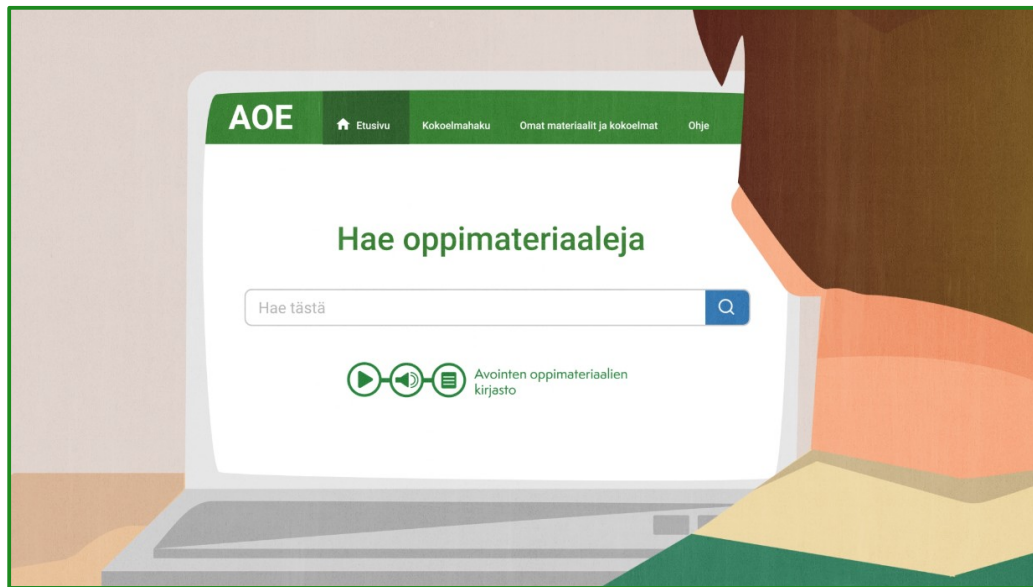 AOE
Etusivu
Kokoelmahaku
Omat materiaalit ja kokoelmat
Ohje
Hae oppimateriaaleja
Hae tästä
Avointen oppimateriaalien
kirjasto